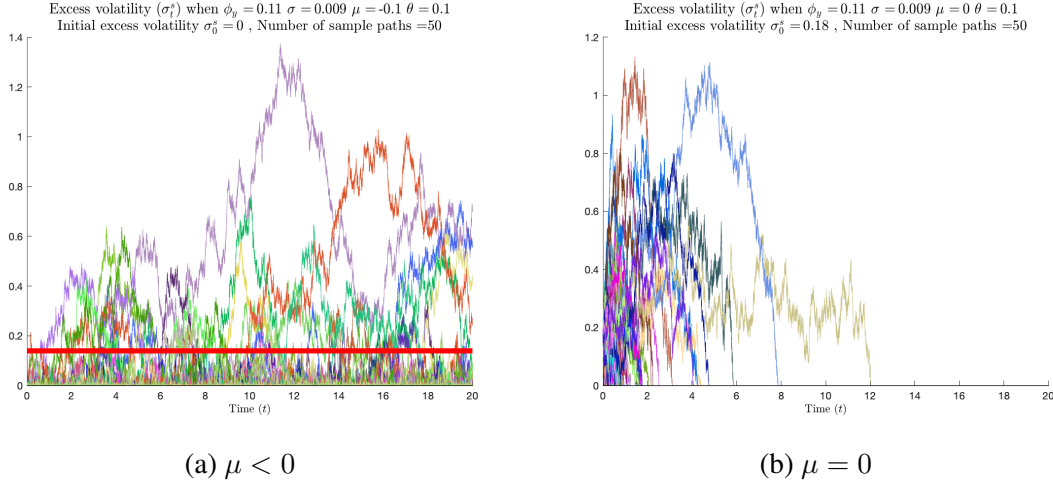 Excess volatility (σ_t^s) when ϕ_y = 0.11 σ = 0.009 μ = -0.1 θ = 0.1
Initial excess volatility σ_0^s = 0 , Number of sample paths =50
1.4
1.2
1
0.8
0.6
0.4
0.2
0
0 2 4 6 8 10 12 14 16 18 20
Time (t)
(a) μ < 0
Excess volatility (σ_t^s) when ϕ_y = 0.11 σ = 0.009 μ = 0 θ = 0.1
Initial excess volatility σ_0^s = 0.18 , Number of sample paths =50
1.2
1
0.8
0.6
0.4
0.2
0
0 2 4 6 8 10 12 14 16 18 20
Time (t)
(b) μ = 0